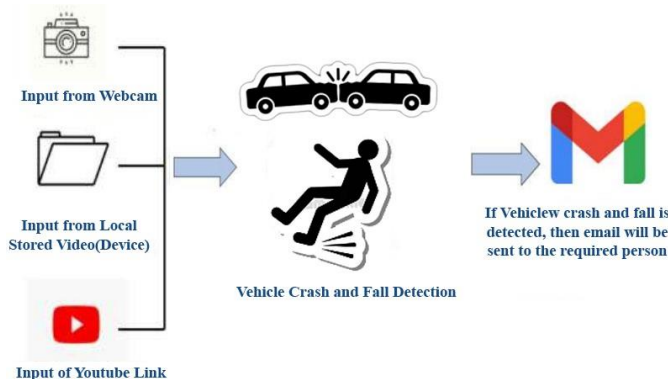 Input from Webcam
Input from Local
Stored Video(Device)
Input of Youtube Link
Vehicle Crash and Fall Detection
If Vehiclew crash and fall is
detected, then email will be
sent to the required person